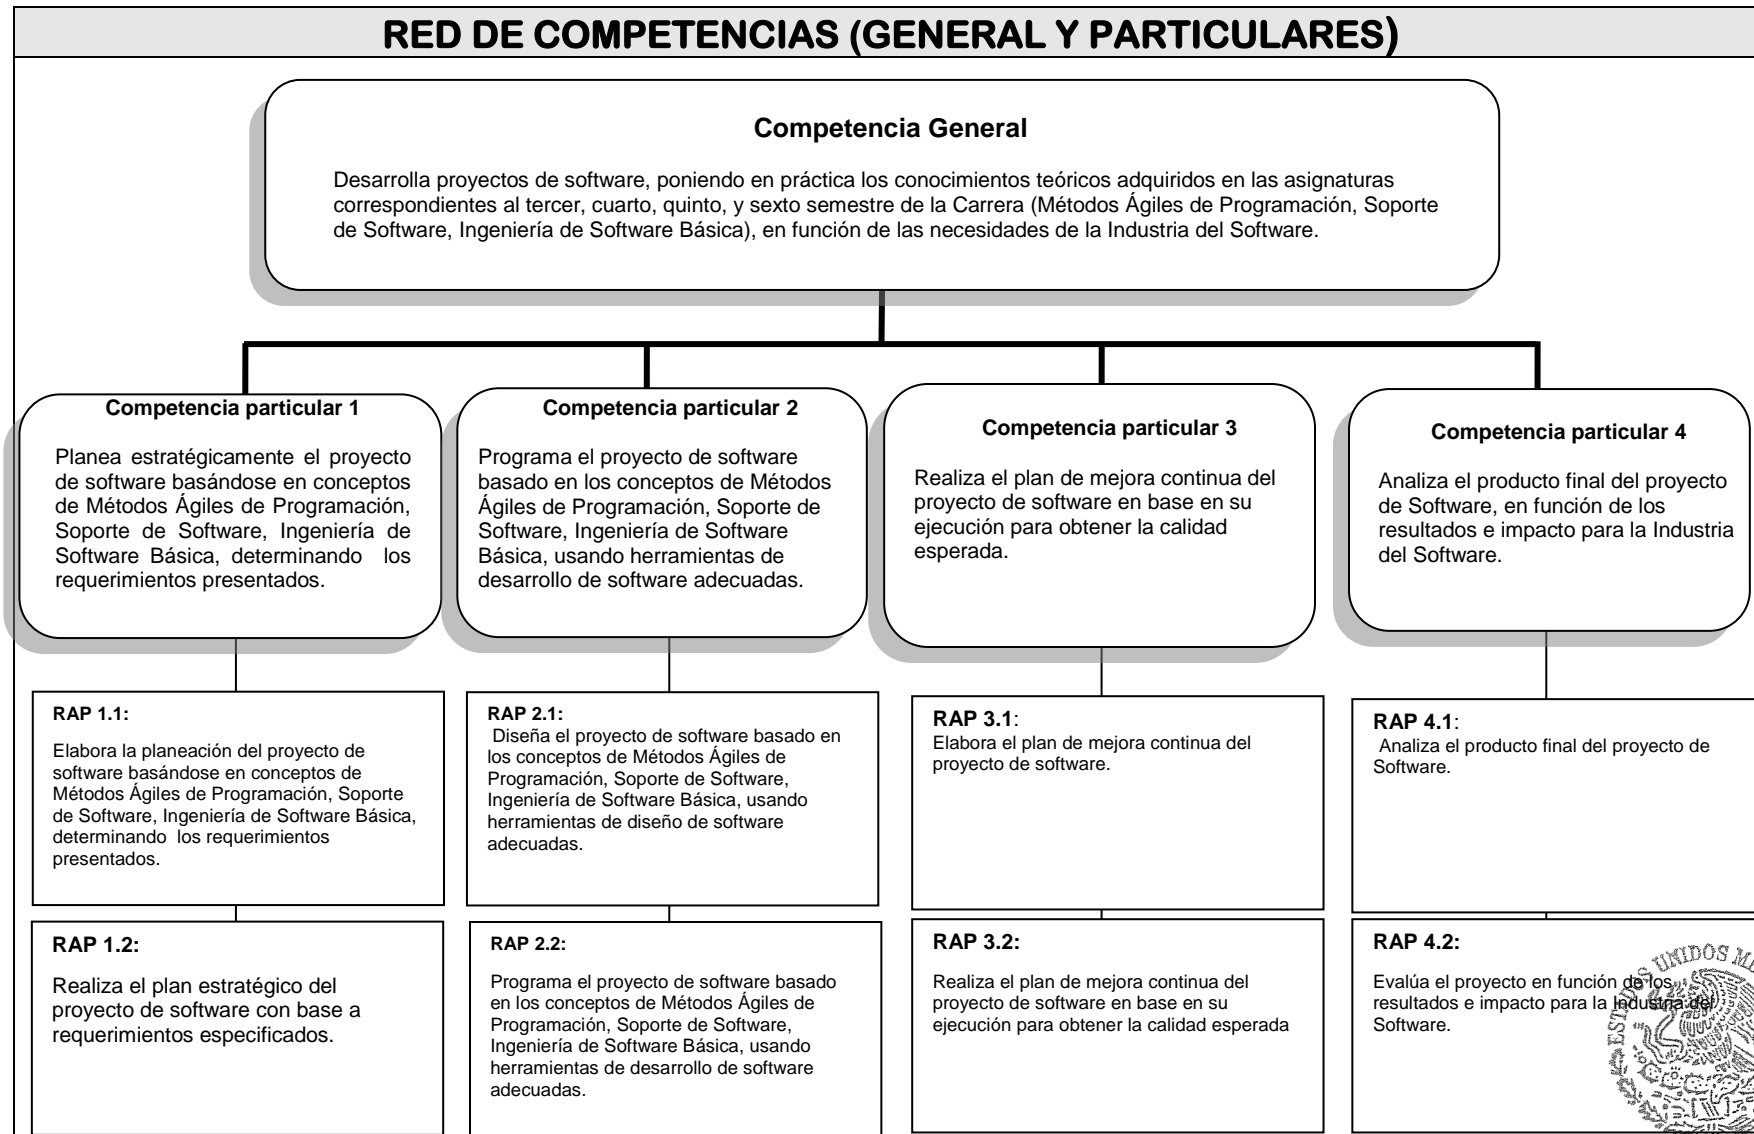 RED DE COMPETENCIAS (GENERAL Y PARTICULARES)
Competencia General
Desarrolla proyectos de software, poniendo en práctica los conocimientos teóricos adquiridos en las asignaturas
correspondientes al tercer, cuarto, quinto, y sexto semestre de la Carrera (Métodos Ágiles de Programación, Soporte
de Software, Ingeniería de Software Básica), en función de las necesidades de la Industria del Software.
Competencia particular 1
Planea estratégicamente el proyecto
de software basándose en conceptos
de Métodos Ágiles de Programación,
Soporte de Software, Ingeniería de
Software Básica, determinando los
requerimientos presentados.
Competencia particular 2
Programa el proyecto de software
basado en los conceptos de Métodos
Ágiles de Programación, Soporte de
Software, Ingeniería de Software
Básica, usando herramientas de
desarrollo de software adecuadas.
Competencia particular 3
Realiza el plan de mejora continua del
proyecto de software en base en su
ejecución para obtener la calidad
esperada.
Competencia particular 4
Analiza el producto final del proyecto
de Software, en función de los
resultados e impacto para la Industria
del Software.
RAP 1.1:
Elabora la planeación del proyecto de
software basándose en conceptos de
Métodos Ágiles de Programación, Soporte
de Software, Ingeniería de Software Básica,
determinando los requerimientos
presentados.
RAP 2.1:
Diseña el proyecto de software basado en
los conceptos de Métodos Ágiles de
Programación, Soporte de Software,
Ingeniería de Software Básica, usando
herramientas de diseño de software
adecuadas.
RAP 3.1:
Elabora el plan de mejora continua del
proyecto de software.
RAP 4.1:
Analiza el producto final del proyecto de
Software.
RAP 1.2:
Realiza el plan estratégico del
proyecto de software con base a
requerimientos especificados.
RAP 2.2:
Programa el proyecto de software basado
en los conceptos de Métodos Ágiles de
Programación, Soporte de Software,
Ingeniería de Software Básica, usando
herramientas de desarrollo de software
adecuadas.
RAP 3.2:
Realiza el plan de mejora continua del
proyecto de software en base en su
ejecución para obtener la calidad esperada
RAP 4.2:
Evalúa el proyecto en función de los
resultados e impacto para la Industria del
Software.
UNIDOS